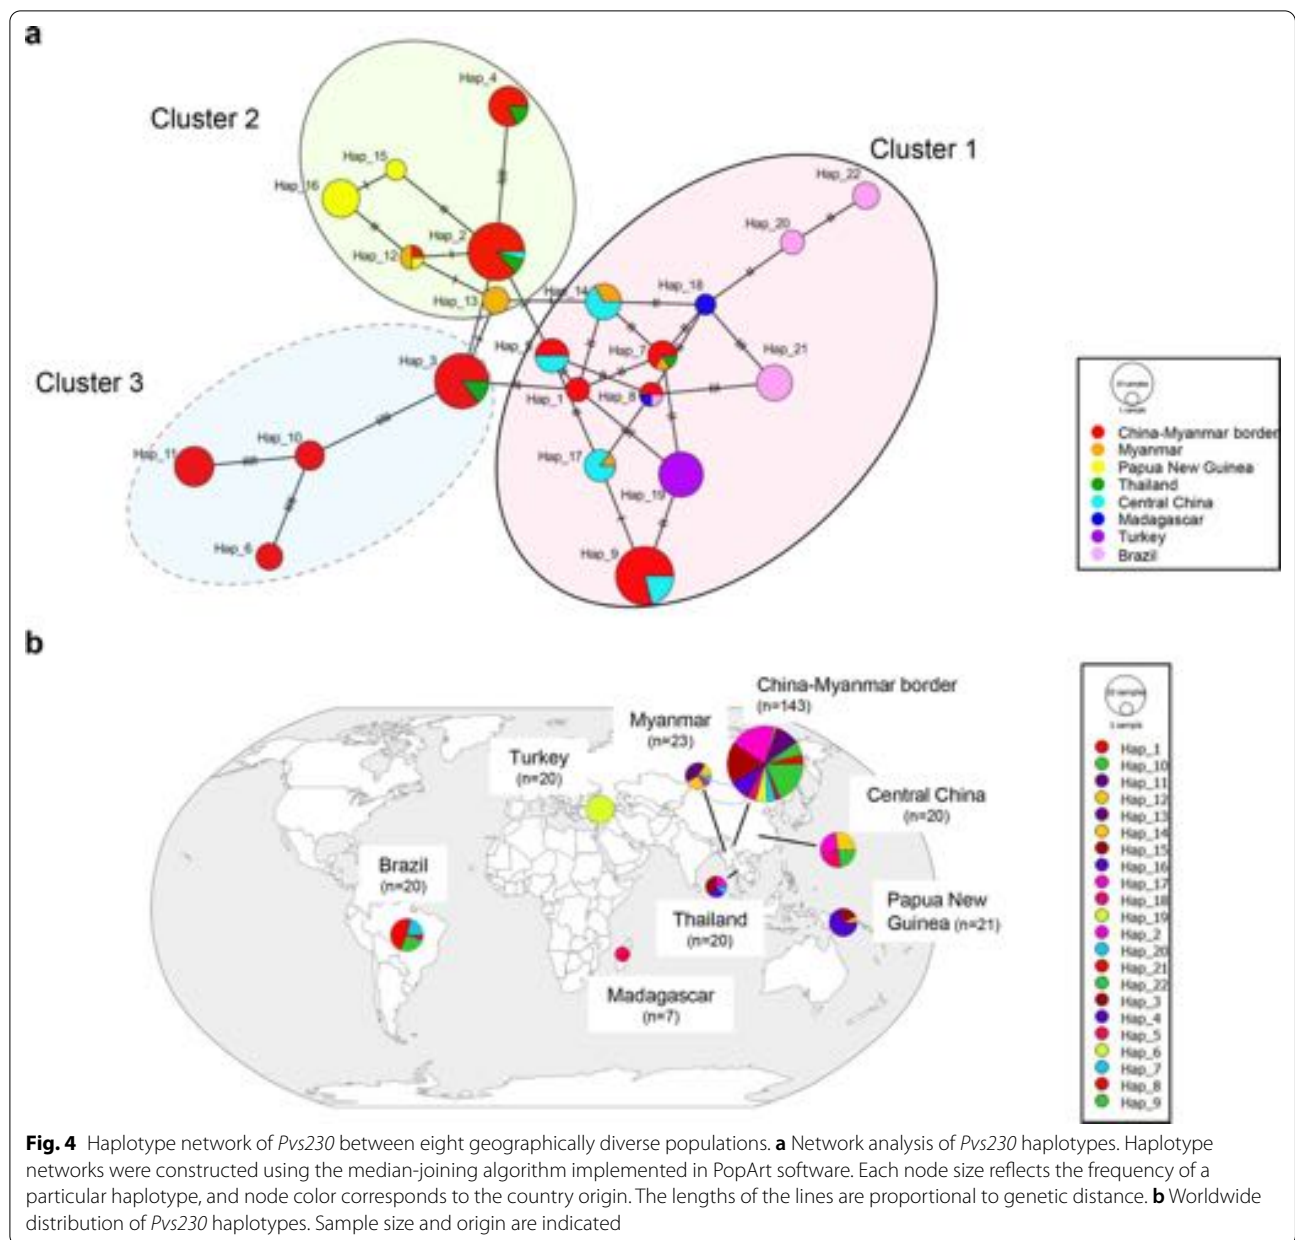 a
Hap_4
Cluster 2
Cluster 1
Hap_15
Hap_22
Hap_16
Hap_20
Hap_2
Hap_12
Hap_18
Hap_14
Hap_13
Hap_21
Hap_3
Hap_7
Cluster 3
Hap_1
Hap_8
Hap_10
Hap_11
Hap_17
Hap_19
Hap_6
Hap_9
China-Myanmar border
Myanmar
Papua New Guinea
Thailand
Central China
Madagascar
Turkey
Brazil
b
China-Myanmar border
(n=143)
Myanmar
(n=23)
Turkey
(n=20)
Central China
(n=20)
Brazil
(n=20)
Papua New
Guinea (n=21)
Thailand
(n=20)
Madagascar
(n=7)
Hap_1
Hap_10
Hap_11
Hap_12
Hap_13
Hap_14
Hap_15
Hap_16
Hap_17
Hap_18
Hap_19
Hap_2
Hap_20
Hap_21
Hap_22
Hap_3
Hap_4
Hap_5
Hap_6
Hap_7
Hap_8
Hap_9
Fig. 4 Haplotype network of Pvs230 between eight geographically diverse populations. a Network analysis of Pvs230 haplotypes. Haplotype
networks were constructed using the median-joining algorithm implemented in PopArt software. Each node size reflects the frequency of a
particular haplotype, and node color corresponds to the country origin. The lengths of the lines are proportional to genetic distance. b Worldwide
distribution of Pvs230 haplotypes. Sample size and origin are indicated